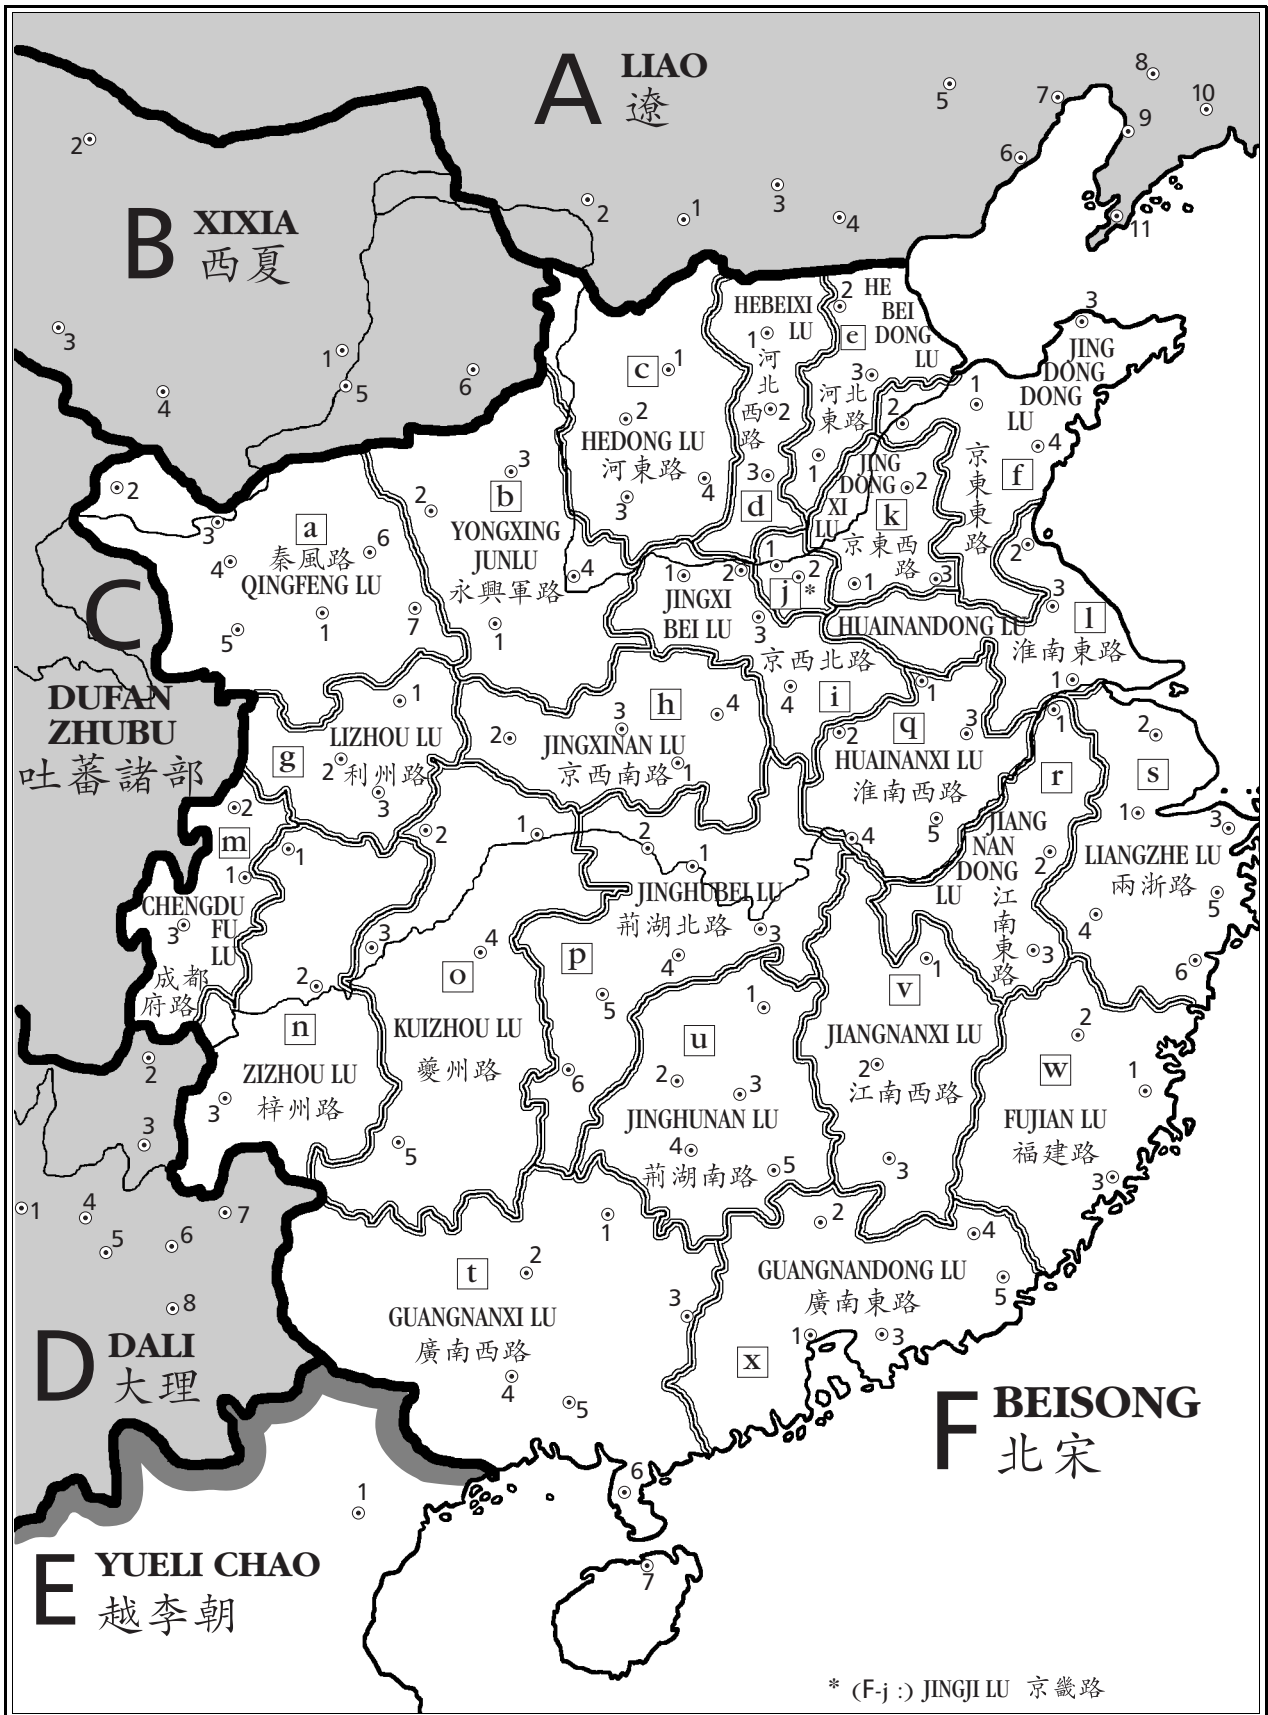 A LIAO
遼
B XIXIA
西夏
C
DUFAN
ZHUBU
吐蕃諸部
D DALI
大理
E YUELI CHAO
越李朝
F BEISONG
北宋
a
秦風路
QINGFENG LU
b
YONGXING
JUNLU
永興軍路
c
HEDONG LU
河東路
HEBEIXI
LU
河
北
西
路
d
HE
BEI
DONG
LU
e
河北
東路
JING
DONG
DONG
LU
京
東
東
路
f
JING
DONG
XI
LU
k
京東西
路
JINGXI
BEI LU
京西北路
i
j *
HUAINANDONG LU
淮南東路
l
g
LIZHOU LU
利州路
h
JINGXINAN LU
京西南路
q
HUAINANXI LU
淮南西路
r
JIANG
NAN
DONG
LU
江
南
東
路
s
LIANGZHE LU
兩浙路
m
CHENGDU
FU
LU
成都
府路
n
ZIZHOU LU
梓州路
o
KUIZHOU LU
夔州路
JINGHUBEI LU
荊湖北路
p
u
JINGHUNAN LU
荊湖南路
v
JIANGNANXI LU
江南西路
w
FUJIAN LU
福建路
t
GUANGNANXI LU
廣南西路
GUANGNANDONG LU
廣南東路
x
* (F-j :) JINGJI LU 京畿路